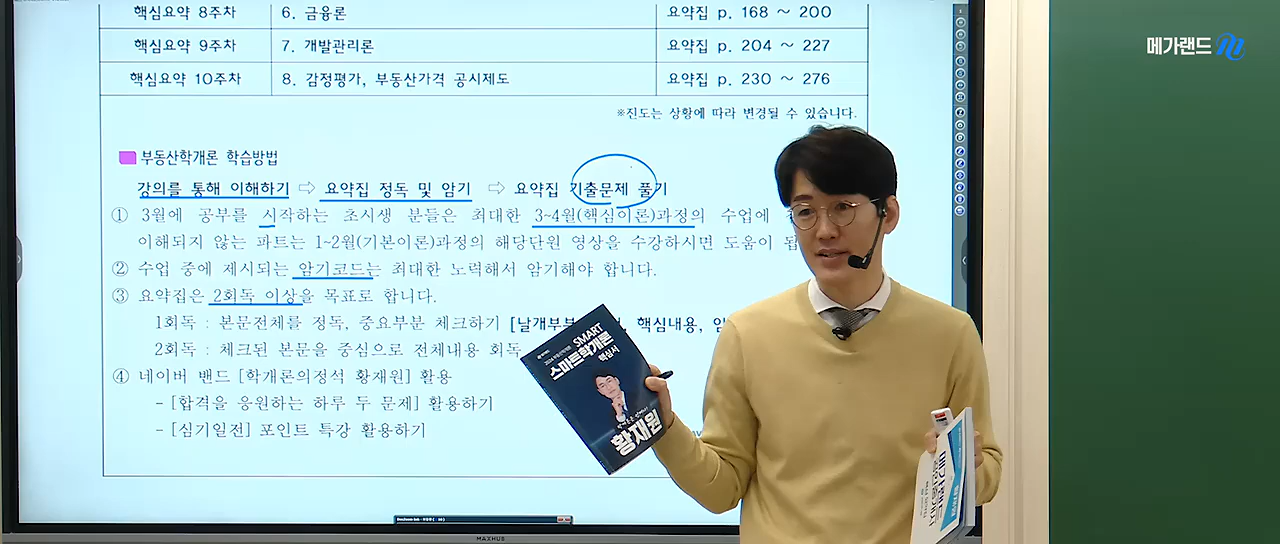 핵심요약 8주차 6. 금융론 요약집 p. 168 ~ 200
핵심요약 9주차 7. 개발관리론 요약집 p. 204 ~ 227
핵심요약 10주차 8. 감정평가, 부동산가격 공시제도 요약집 p. 230 ~ 276
※진도는 상황에 따라 변경될 수 있습니다.
부동산학개론 학습방법
강의를 통해 이해하기 ⇨ 요약집 정독 및 암기 ⇨ 요약집 기출문제 풀기
① 3월에 공부를 시작하는 초시생 분들은 최대한 3~4월(핵심이론)과정의 수업에
이해되지 않는 파트는 1~2월(기본이론)과정의 해당단원 영상을 수강하시면 도움이 됩
② 수업 중에 제시되는 암기코드는 최대한 노력해서 암기해야 합니다.
③ 요약집은 2회독 이상을 목표로 합니다.
1회독 : 본문전체를 정독, 중요부분 체크하기 [날개부분 핵심내용,
2회독 : 체크된 본문을 중심으로 전체내용 회독
④ 네이버 밴드 [학개론의정석 황재원] 활용
- [합격을 응원하는 하루 두 문제] 활용하기
- [심기일전] 포인트 특강 활용하기
메가랜드
SMART
스마트학개론
핵심서
황재원
MAXHUB